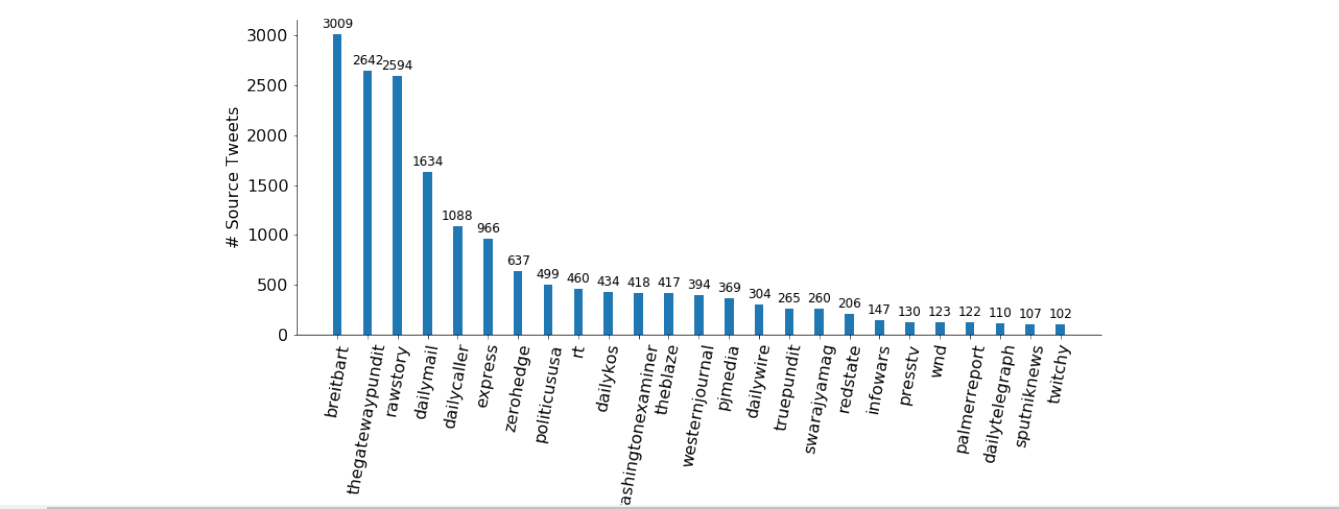 3009
2642
2594
1634
1088
966
637
499
460
434
418
417
394
369
304
265
260
206
147
130
123
122
110
107
102
# Source Tweets
3000
2500
2000
1500
1000
500
0
breitbart
thegatewaypundit
rawstory
dailymail
dailycaller
express
zerohedge
politicususa
rt
dailykos
ashingtonexaminer
theblaze
westernjournal
pjmedia
dailywire
truepundit
swarajyamag
redstate
infowars
presstv
wnd
palmerreport
dailytelegraph
sputniknews
twitchy